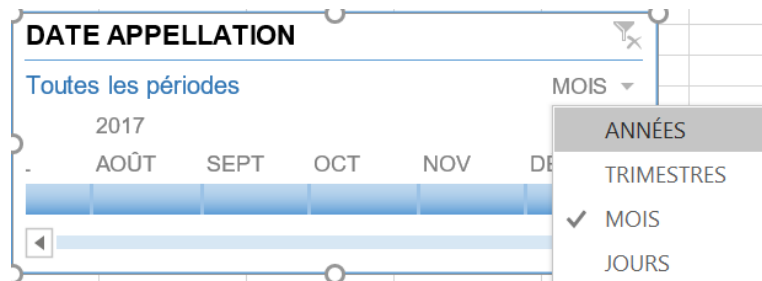 DATE APPELLATION
Toutes les périodes
MOIS
2017
AOÛT SEPT OCT NOV
ANNÉES
TRIMESTRES
MOIS
JOURS